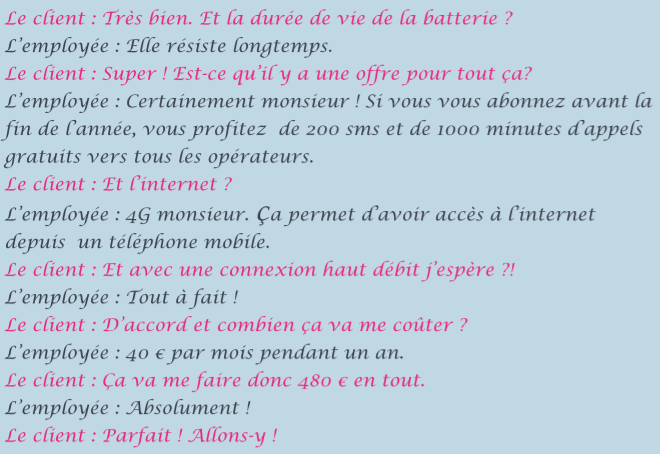 Le client : Très bien. Et la durée de vie de la batterie ?
L'employée : Elle résiste longtemps.
Le client : Super ! Est-ce qu'il y a une offre pour tout ça?
L'employée : Certainement monsieur ! Si vous vous abonnez avant la
fin de l'année, vous profitez  de 200 sms et de 1000 minutes d'appels
gratuits vers tous les opérateurs.
Le client : Et l'internet ?
L'employée : 4G monsieur. Ça permet d'avoir accès à l'internet
depuis  un téléphone mobile.
Le client : Et avec une connexion haut débit j'espère ?!
L'employée : Tout à fait !
Le client : D'accord et combien ça va me coûter ?
L'employée : 40 € par mois pendant un an.
Le client : Ça va me faire donc 480 € en tout.
L'employée : Absolument !
Le client : Parfait ! Allons-y !